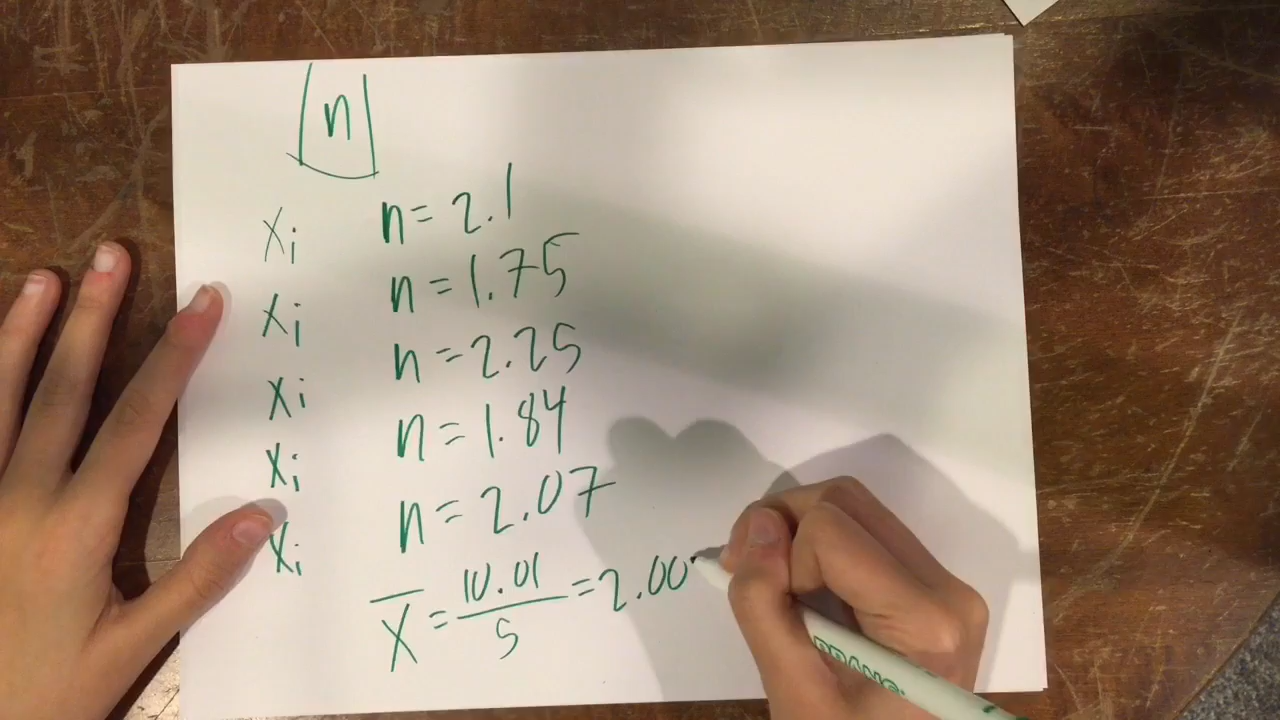 n
xi n = 2.1
xi n = 1.75
xi n = 2.25
xi n = 1.84
xi n = 2.07
X̅ = 10.01 / 5 = 2.00